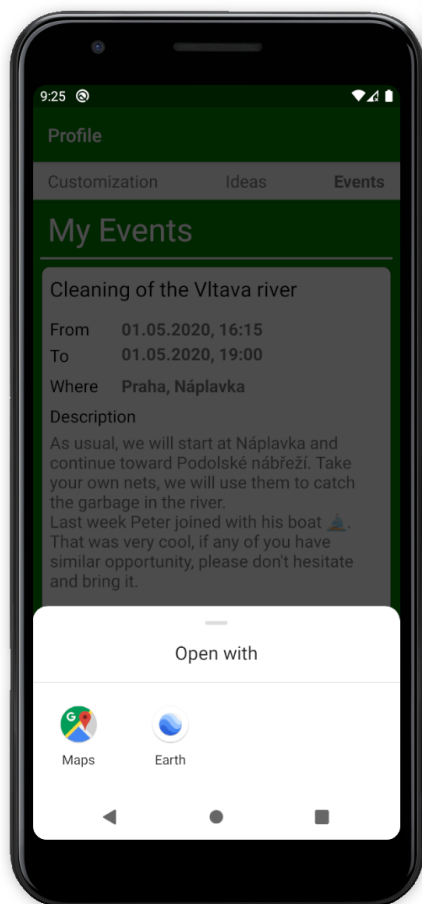 9:25
Profile
Customization Ideas Events
My Events
Cleaning of the Vltava river
From 01.05.2020, 16:15
To 01.05.2020, 19:00
Where Praha, Náplavka
Description
As usual, we will start at Náplavka and
continue toward Podolské nábřeží. Take
your own nets, we will use them to catch
the garbage in the river.
Last week Peter joined with his boat ⛵.
That was very cool, if any of you have
similar opportunity, please don't hesitate
and bring it.
Open with
G
Maps Earth